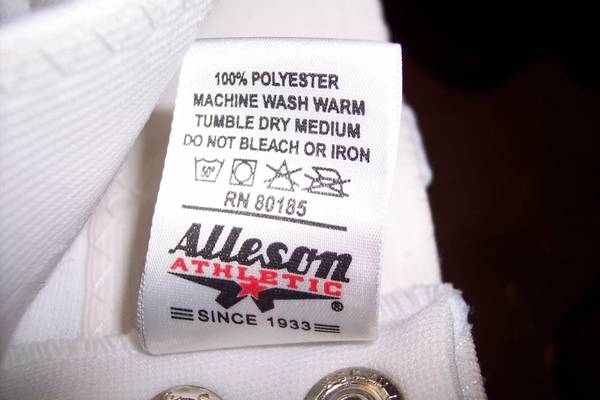 100% POLYESTER
MACHINE WASH WARM
TUMBLE DRY MEDIUM
DO NOT BLEACH OR IRON
50°
RN 80185
Alleson
ATHLETIC
®
SINCE 1933